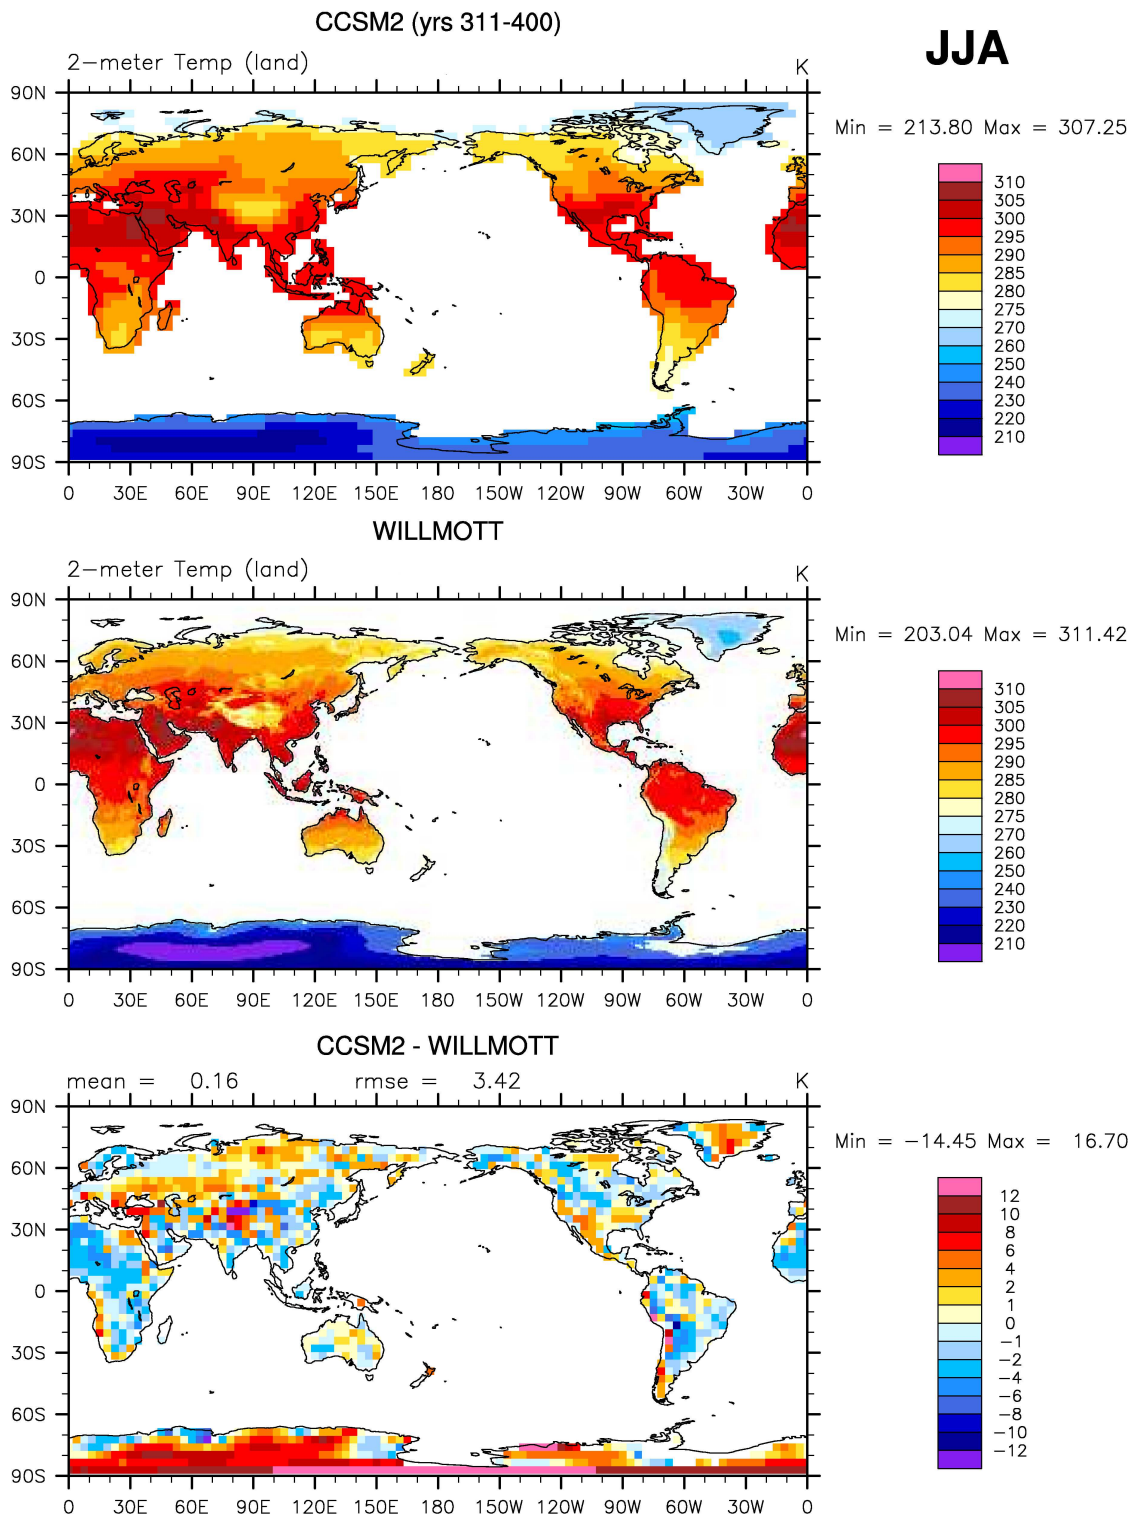 CCSM2 (yrs 311-400)
JJA
2-meter Temp (land) K
Min = 213.80 Max = 307.25
90N
60N
30N
0
30S
60S
90S
0 30E 60E 90E 120E 150E 180 150W 120W 90W 60W 30W 0
310
305
300
295
290
285
280
275
270
260
250
240
230
220
210
WILLMOTT
2-meter Temp (land) K
Min = 203.04 Max = 311.42
90N
60N
30N
0
30S
60S
90S
0 30E 60E 90E 120E 150E 180 150W 120W 90W 60W 30W 0
310
305
300
295
290
285
280
275
270
260
250
240
230
220
210
CCSM2 - WILLMOTT
mean = 0.16 rmse = 3.42 K
Min = -14.45 Max = 16.70
90N
60N
30N
0
30S
60S
90S
0 30E 60E 90E 120E 150E 180 150W 120W 90W 60W 30W 0
12
10
8
6
4
2
1
0
-1
-2
-4
-6
-8
-10
-12